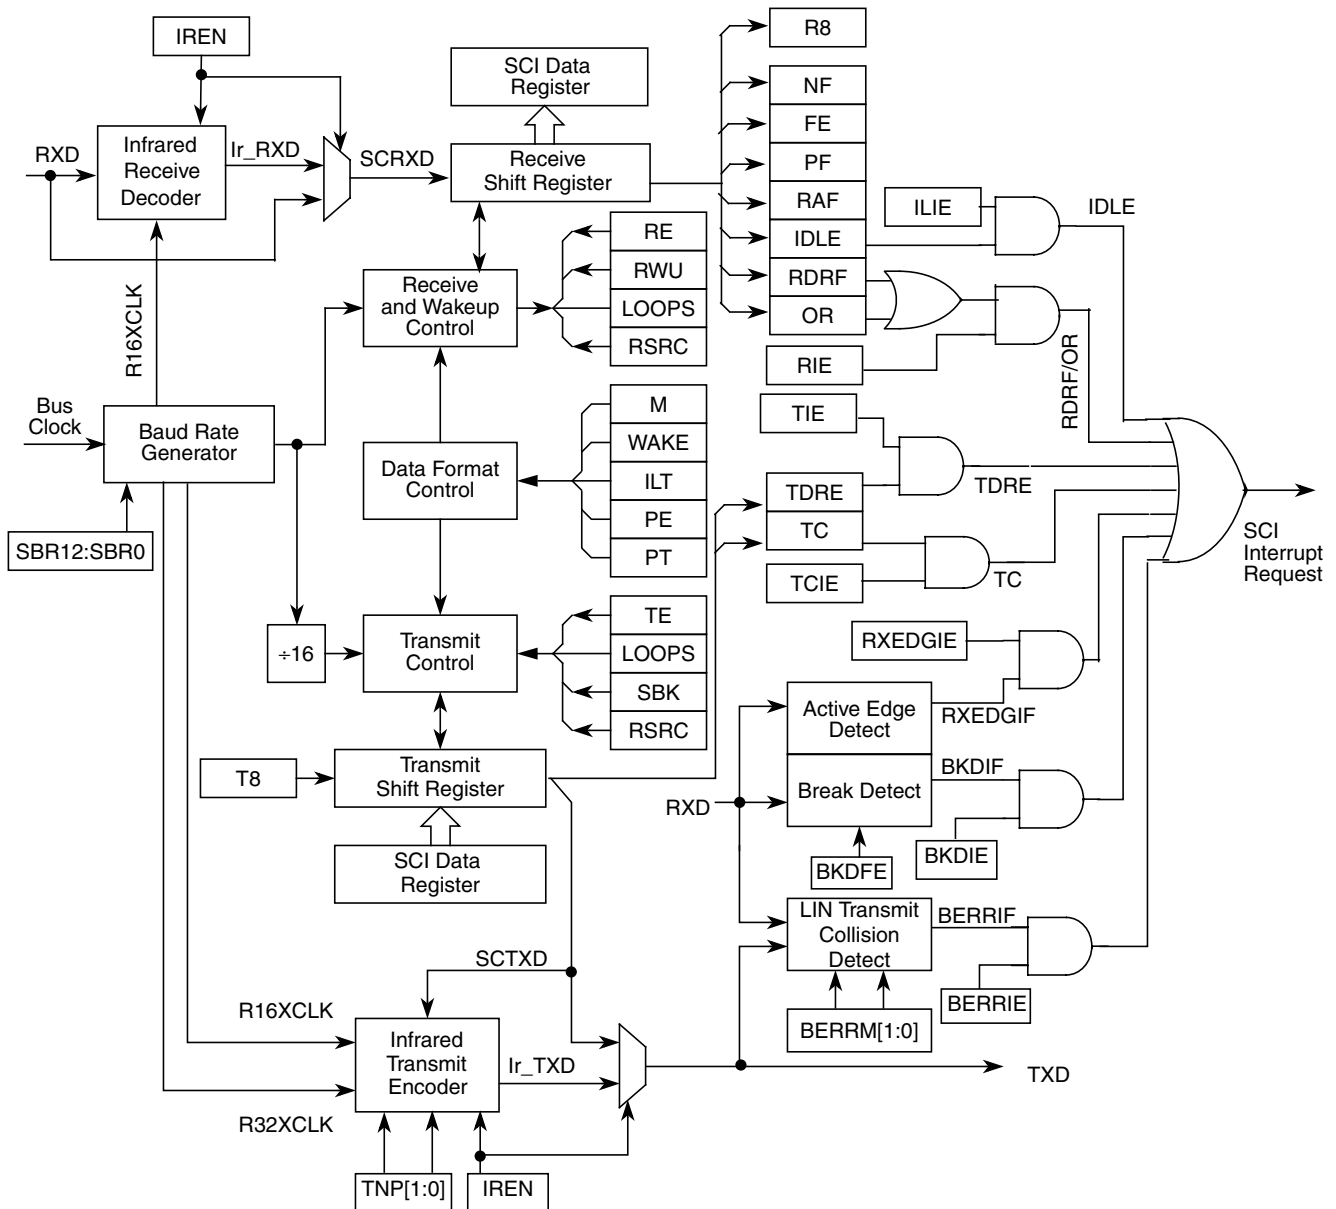 IREN
SCI Data
Register
R8
NF
FE
PF
RAF
IDLE
RDRF
OR
RXD
Infrared
Receive
Decoder
Ir_RXD
SCRXD
Receive
Shift Register
ILIE
IDLE
RE
RWU
LOOPS
RSRC
Receive
and Wakeup
Control
R16XCLK
RIE
RDRF/OR
Bus
Clock
Baud Rate
Generator
SBR12:SBR0
Data Format
Control
M
WAKE
ILT
PE
PT
TIE
TDRE
TC
TCIE
TDRE
TC
SCI
Interrupt
Request
÷16
Transmit
Control
TE
LOOPS
SBK
RSRC
RXEDGIE
Active Edge
Detect
RXEDGIF
T8
Transmit
Shift Register
RXD
Break Detect
BKDIF
BKDIE
BKDFE
SCI Data
Register
LIN Transmit
Collision
Detect
BERRIF
BERRIE
BERRM[1:0]
SCTXD
R16XCLK
Infrared
Transmit
Encoder
Ir_TXD
TXD
R32XCLK
TNP[1:0]
IREN